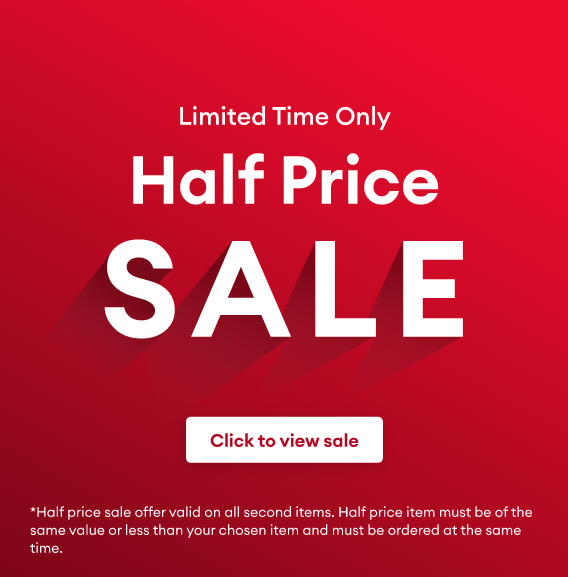 Limited Time Only
Half Price
SALE
Click to view sale
*Half price sale offer valid on all second items. Half price item must be of the
same value or less than your chosen item and must be ordered at the same
time.